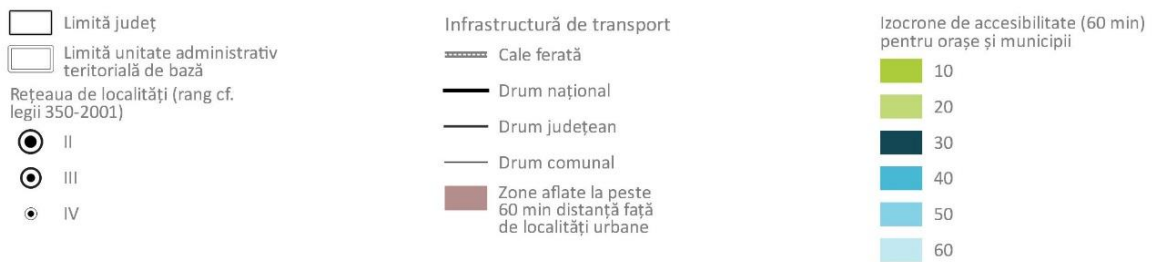 Limită județ
Limită unitate administrativ
teritorială de bază
Rețeaua de localități (rang cf.
legii 350-2001)
II
III
IV
Infrastructură de transport
Cale ferată
Drum național
Drum județean
Drum comunal
Zone aflate la peste
60 min distanță față
de localități urbane
Izocrone de accesibilitate (60 min)
pentru orașe și municipii
10
20
30
40
50
60